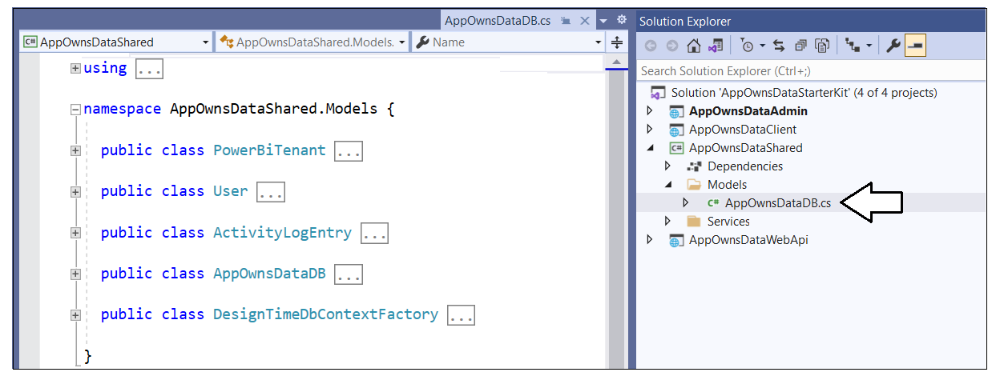 AppOwnsDataDB.cs
C# AppOwnsDataShared
AppOwnsDataShared.Models.
Name
using ...
namespace AppOwnsDataShared.Models {
public class PowerBiTenant ...
public class User ...
public class ActivityLogEntry ...
public class AppOwnsDataDB ...
public class DesignTimeDbContextFactory ...
}
Solution Explorer
Search Solution Explorer (Ctrl+;)
Solution 'AppOwnsDataStarterKit' (4 of 4 projects)
AppOwnsDataAdmin
AppOwnsDataClient
C# AppOwnsDataShared
Dependencies
Models
C# AppOwnsDataDB.cs
Services
AppOwnsDataWebApi